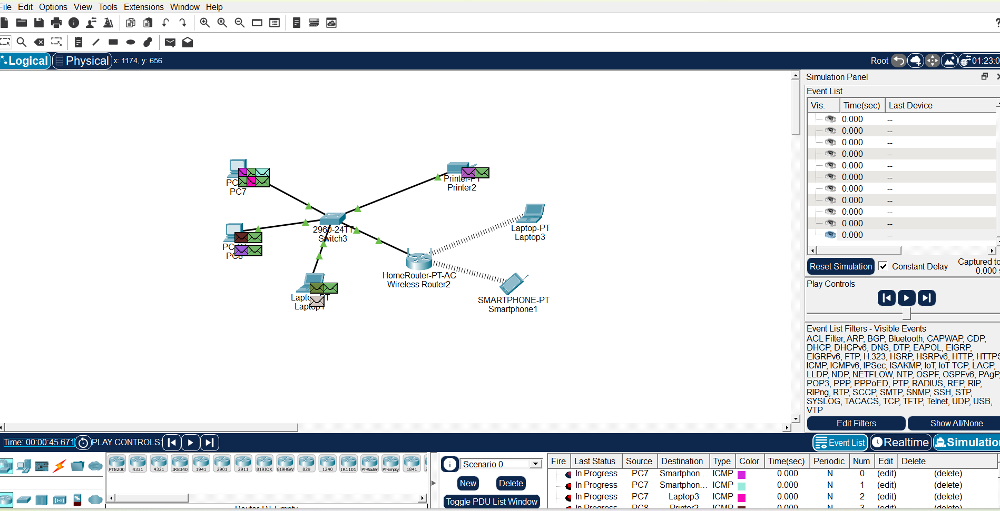 File Edit Options View Tools Extensions Window Help
Logical Physical x: 1174, y: 656 Root 01:23:0
Simulation Panel
Event List
Vis. Time(sec) Last Device
0.000 --
0.000 --
0.000 --
0.000 --
0.000 --
0.000 --
0.000 --
0.000 --
0.000 --
0.000 --
0.000 --
Reset Simulation Constant Delay Captured to
0.000 s
Play Controls
Event List Filters - Visible Events
ACL Filter, ARP, BGP, Bluetooth, CAPWAP, CDP,
DHCP, DHCPv6, DNS, DTP, EAPOL, EIGRP,
EIGRPv6, FTP, H.323, HSRP, HSRPv6, HTTP, HTTPS
ICMP, ICMPv6, IPSec, ISAKMP, IoT, IoT TCP, LACP,
LLDP, NDP, NETFLOW, NTP, OSPF, OSPFv6, PAgP,
POP3, PPP, PPPoED, PTP, RADIUS, REP, RIP,
RIPng, RTP, SCCP, SMTP, SNMP, SSH, STP,
SYSLOG, TACACS, TCP, TFTP, Telnet, UDP, USB,
VTP
Edit Filters Show All/None
PC
PC7
Printer-PT
Printer2
PC-PT
PC8
2960-24TT
Switch3
Laptop-PT
Laptop3
HomeRouter-PT-AC
Wireless Router2
Laptop-PT
Laptop1
SMARTPHONE-PT
Smartphone1
Time: 00:00:45.671 PLAY CONTROLS: Event List Realtime Simulation
PT8200 4331 4321 IR8340 1941 2901 2911 819IOX 819HGW 829 1240 IR1101 PT-Router PT-Empty 1841 2
Router-PT-Empty
Scenario 0
New Delete
Toggle PDU List Window
Fire Last Status Source Destination Type Color Time(sec) Periodic Num Edit Delete
In Progress PC7 Smartphon... ICMP 0.000 N 0 (edit) (delete)
In Progress PC7 Smartphon... ICMP 0.000 N 1 (edit) (delete)
In Progress PC7 Laptop3 ICMP 0.000 N 2 (edit) (delete)
In Progress PC8 Printer2 ICMP 0.000 N 3 (edit) (delete)